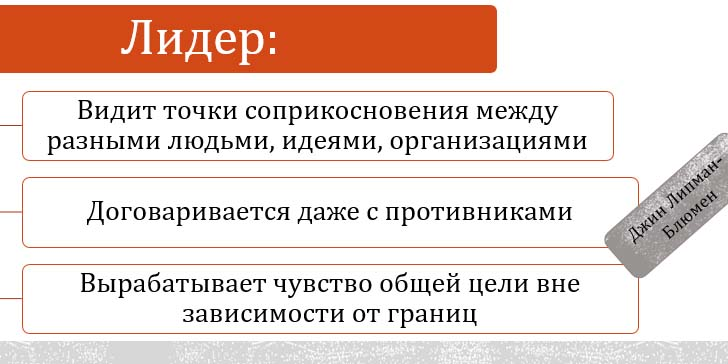 Лидер:
Видит точки соприкосновения между
разными людьми, идеями, организациями
Договаривается даже с противниками
Вырабатывает чувство общей цели вне
зависимости от границ
Джин Липман-
Блюмен